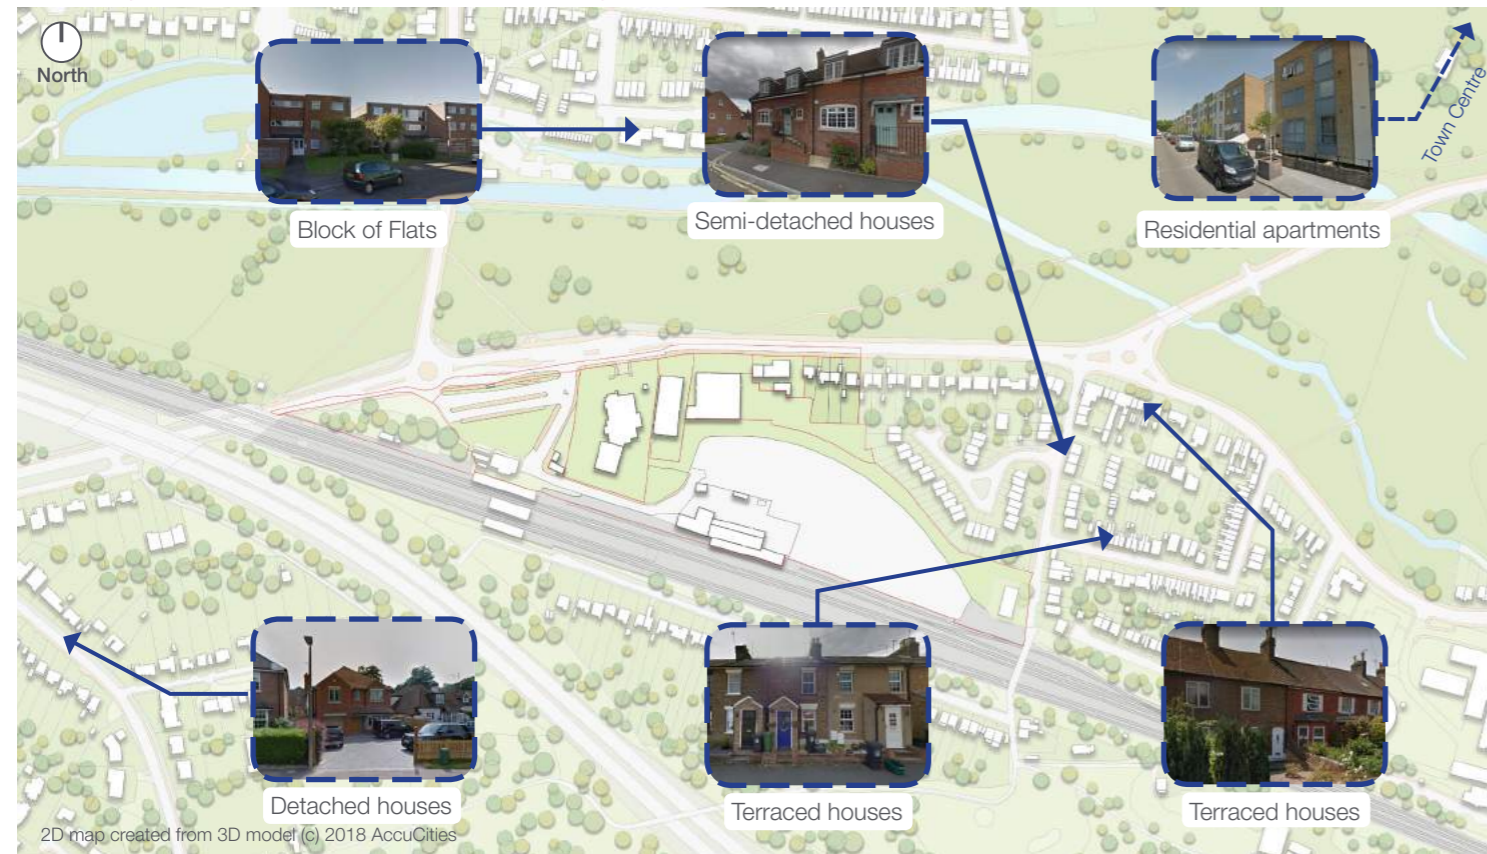 North
Town Centre
Block of Flats
Semi-detached houses
Residential apartments
Detached houses
Terraced houses
Terraced houses
2D map created from 3D model (c) 2018 AccuCities